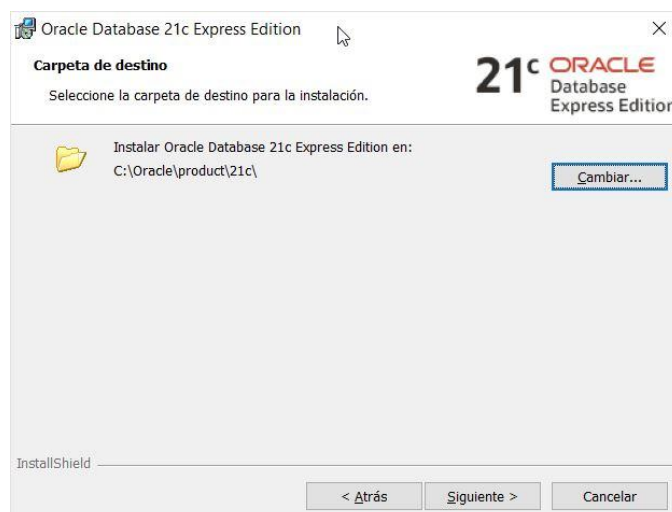 Oracle Database 21c Express Edition
Carpeta de destino
Seleccione la carpeta de destino para la instalación.
21c ORACLE
Database
Express Edition
Instalar Oracle Database 21c Express Edition en:
C:\Oracle\product\21c\
Cambiar...
InstallShield
< Atrás
Siguiente >
Cancelar